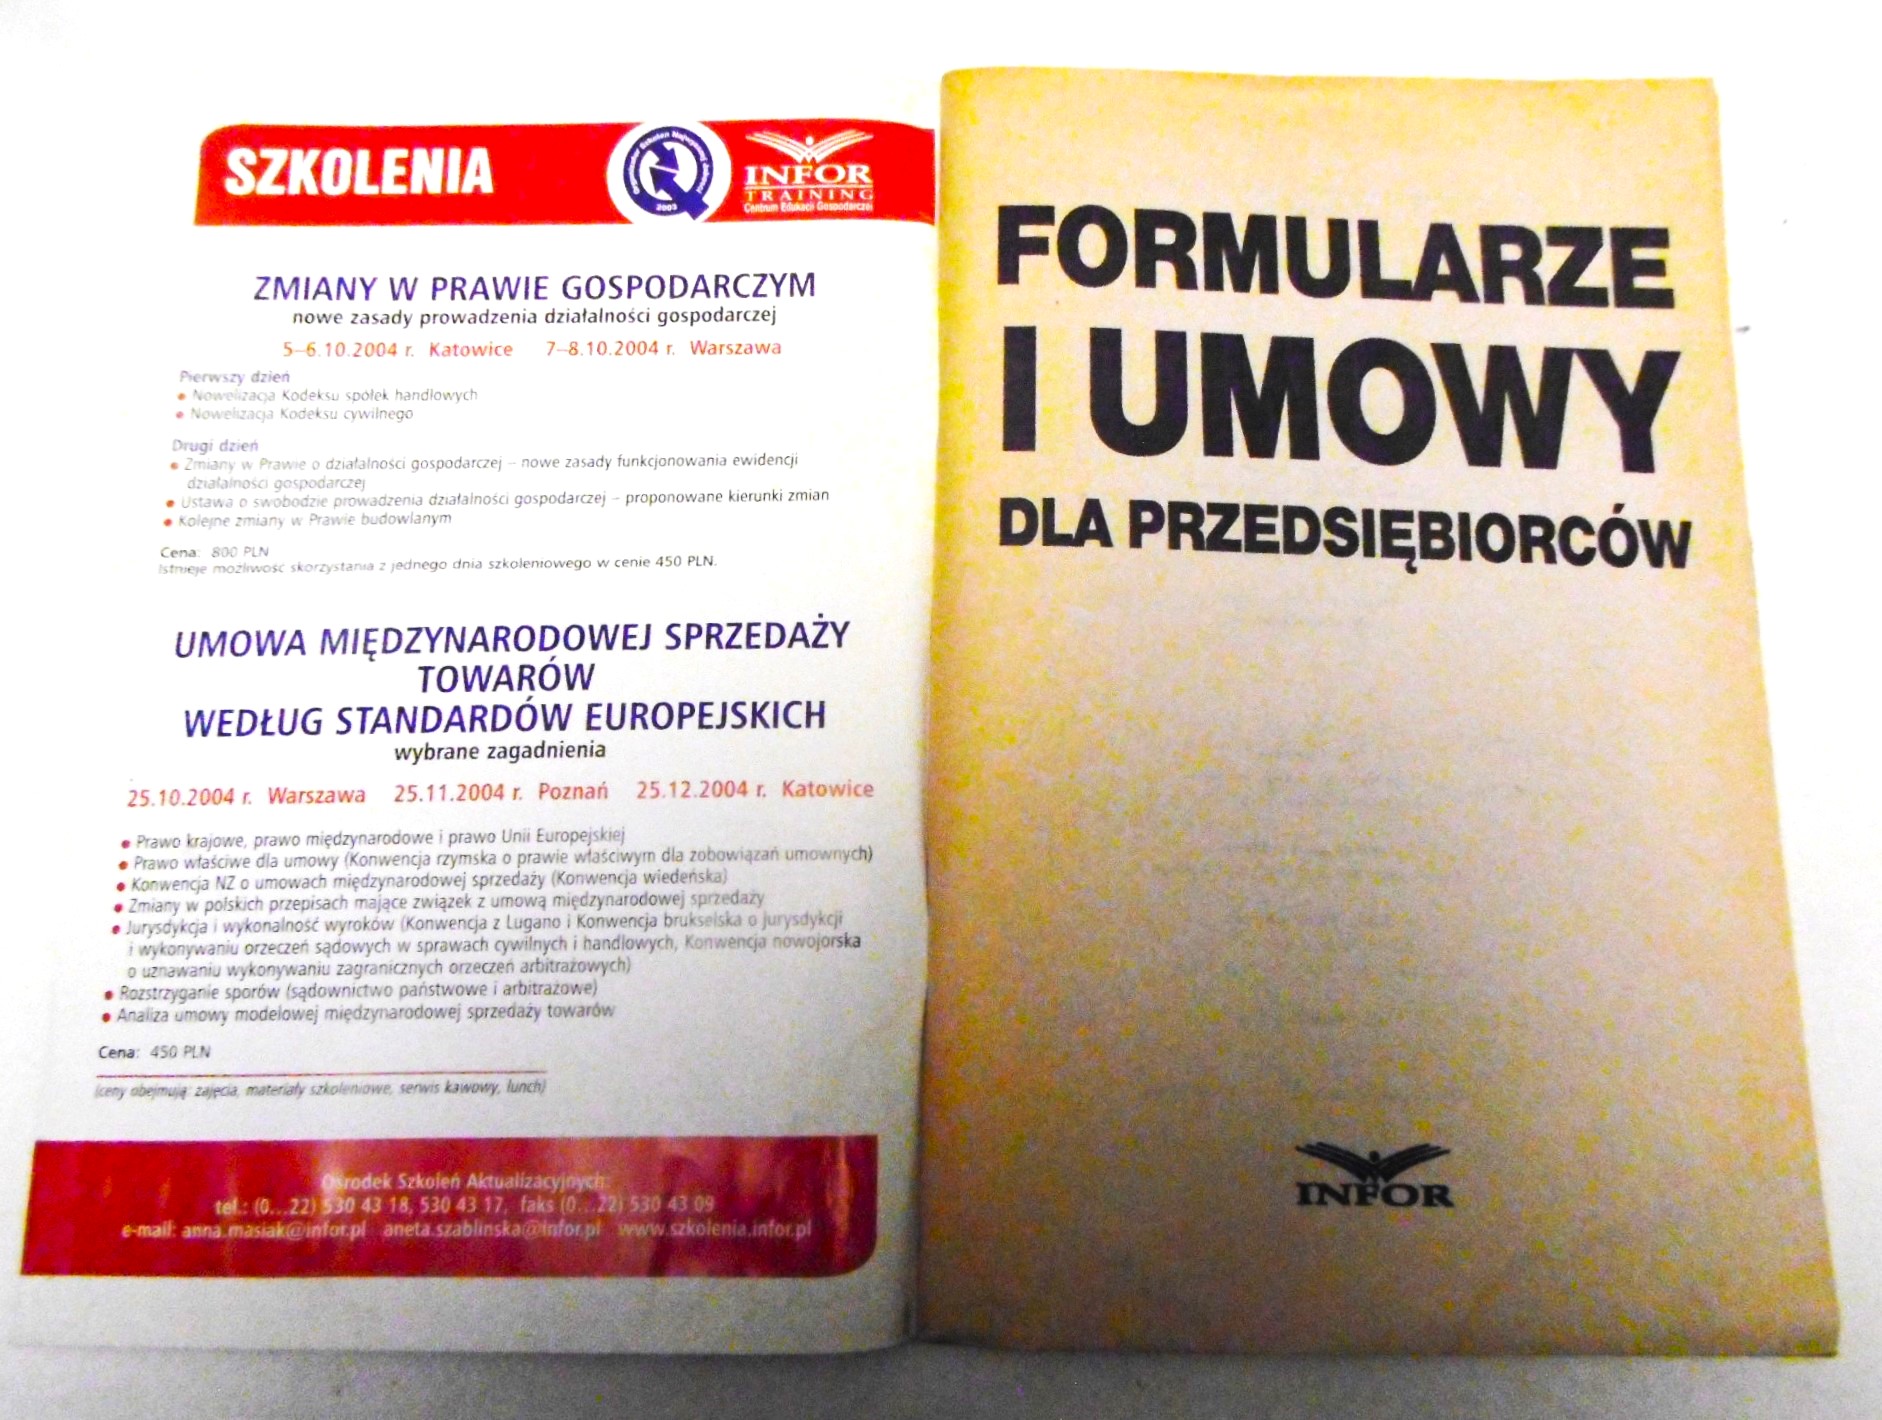 SZKOLENIA
2003
INFOR
TRAINING
Centrum Edukacji Gospodarczej
ZMIANY W PRAWIE GOSPODARCZYM
nowe zasady prowadzenia działalności gospodarczej
5–6.10.2004 r. Katowice 7–8.10.2004 r. Warszawa
Pierwszy dzień
• Nowelizacja Kodeksu spółek handlowych
• Nowelizacja Kodeksu cywilnego
Drugi dzień
• Zmiany w Prawie o działalności gospodarczej – nowe zasady funkcjonowania ewidencji
działalności gospodarczej
• Ustawa o swobodzie prowadzenia działalności gospodarczej – proponowane kierunki zmian
• Kolejne zmiany w Prawie budowlanym
Cena: 800 PLN
Istnieje możliwość skorzystania z jednego dnia szkoleniowego w cenie 450 PLN.
UMOWA MIĘDZYNARODOWEJ SPRZEDAŻY
TOWARÓW
WEDŁUG STANDARDÓW EUROPEJSKICH
wybrane zagadnienia
25.10.2004 r. Warszawa 25.11.2004 r. Poznań 25.12.2004 r. Katowice
• Prawo krajowe, prawo międzynarodowe i prawo Unii Europejskiej
• Prawo właściwe dla umowy (Konwencja rzymska o prawie właściwym dla zobowiązań umownych)
• Konwencja NZ o umowach międzynarodowej sprzedaży (Konwencja wiedeńska)
• Zmiany w polskich przepisach mające związek z umową międzynarodowej sprzedaży
• Jurysdykcja i wykonalność wyroków (Konwencja z Lugano i Konwencja brukselska o jurysdykcji
i wykonywaniu orzeczeń sądowych w sprawach cywilnych i handlowych, Konwencja nowojorska
o uznawaniu wykonywaniu zagranicznych orzeczeń arbitrażowych)
• Rozstrzyganie sporów (sądownictwo państwowe i arbitrażowe)
• Analiza umowy modelowej międzynarodowej sprzedaży towarów
Cena: 450 PLN
(ceny obejmują: zajęcia, materiały szkoleniowe, serwis kawowy, lunch)
Ośrodek Szkoleń Aktualizacyjnych:
tel.: (0...22) 530 43 18, 530 43 17, faks (0...22) 530 43 09
e-mail: anna.masiak@infor.pl aneta.szablinska@infor.pl www.szkolenia.infor.pl
FORMULARZE
I UMOWY
DLA PRZEDSIĘBIORCÓW
INFOR